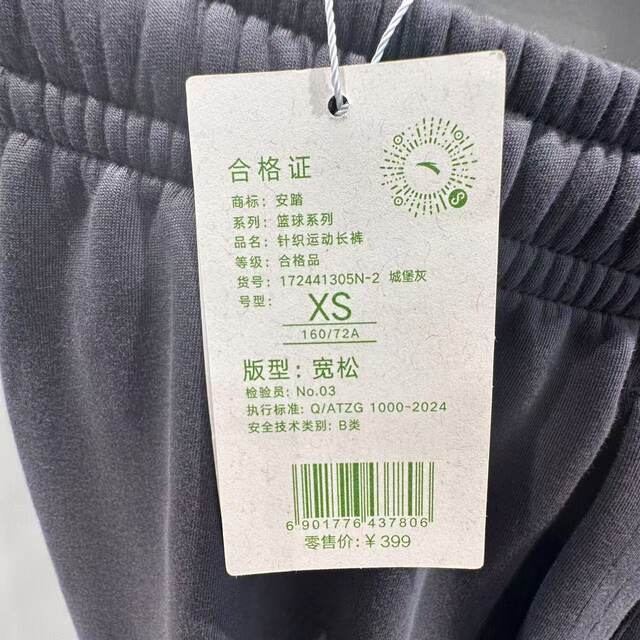 合格证
商标: 安踏
系列: 篮球系列
品名: 针织运动长裤
等级: 合格品
货号: 172441305N-2 城堡灰
号型: XS
160/72A
版型: 宽松
检验员: No.03
执行标准: Q/ATZG 1000-2024
安全技术类别: B类
6 901776 437806
零售价: ¥399